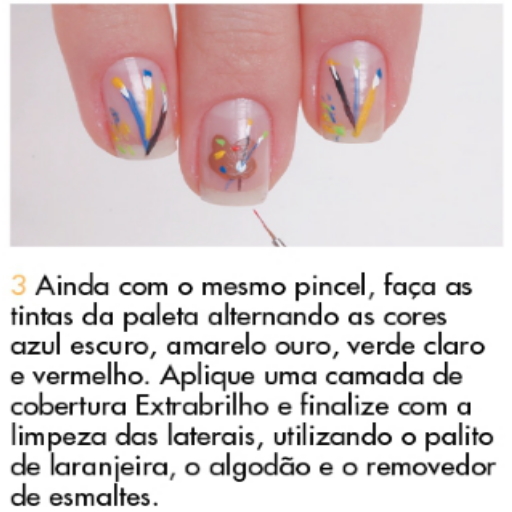 3 Ainda com o mesmo pincel, faça as
tintas da paleta alternando as cores
azul escuro, amarelo ouro, verde claro
e vermelho. Aplique uma camada de
cobertura Extrabrilho e finalize com a
limpeza das laterais, utilizando o palito
de laranjeira, o algodão e o removedor
de esmaltes.